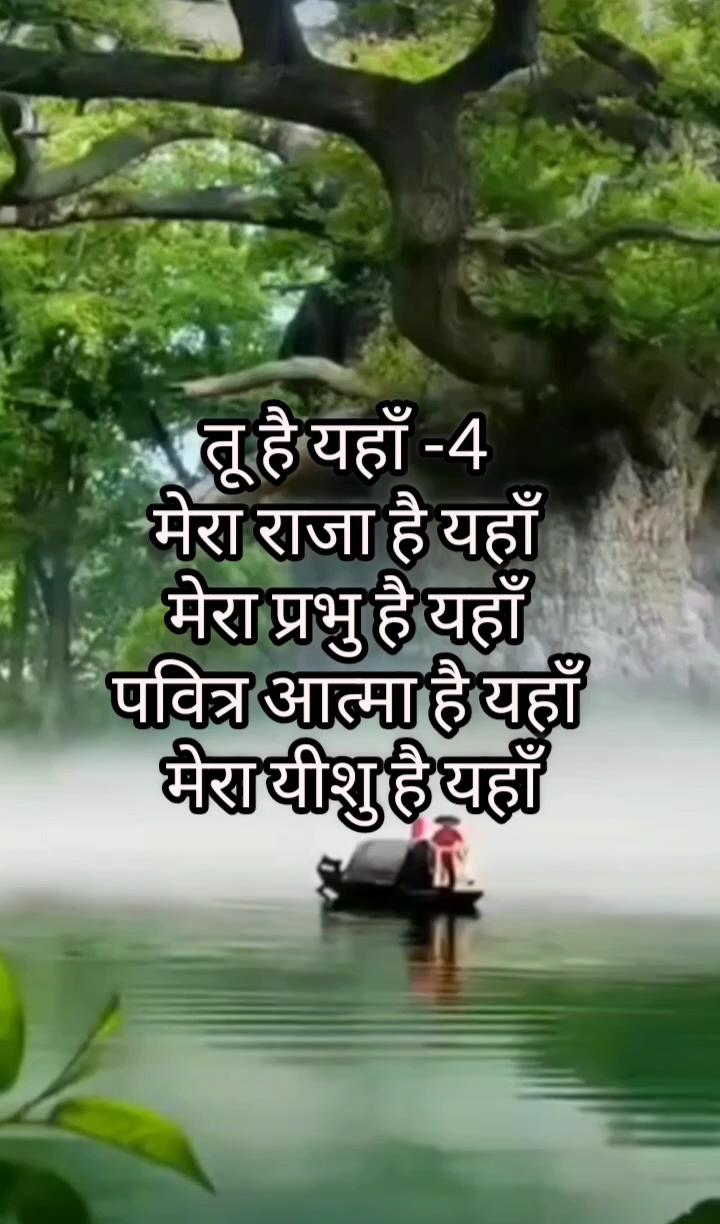 तू है यहाँ -4
मेरा राजा है यहाँ
मेरा प्रभु है यहाँ
पवित्र आत्मा है यहाँ
मेरा यीशु है यहाँ